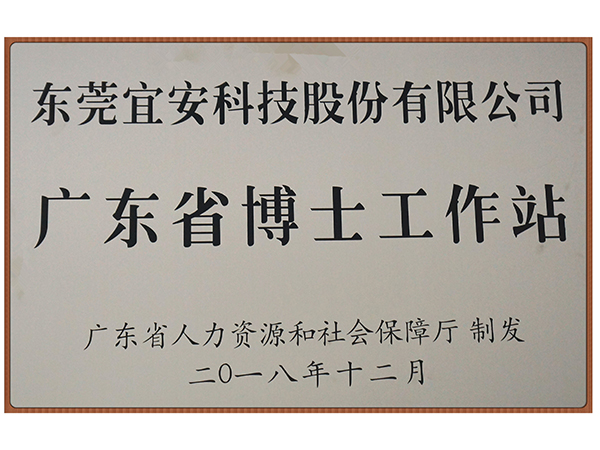 东莞宜安科技股份有限公司
广东省博士工作站
广东省人力资源和社会保障厅 制发
二〇一八年十二月